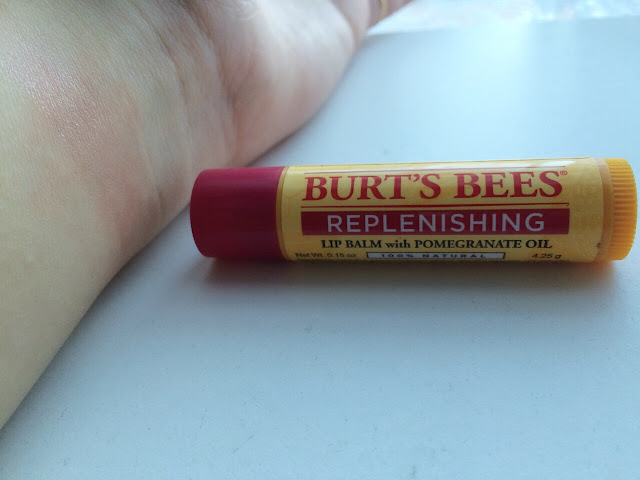 BURT'S BEES®
REPLENISHING
LIP BALM with POMEGRANATE OIL
Net Wt. 0.15 oz 100% NATURAL 4.25 g